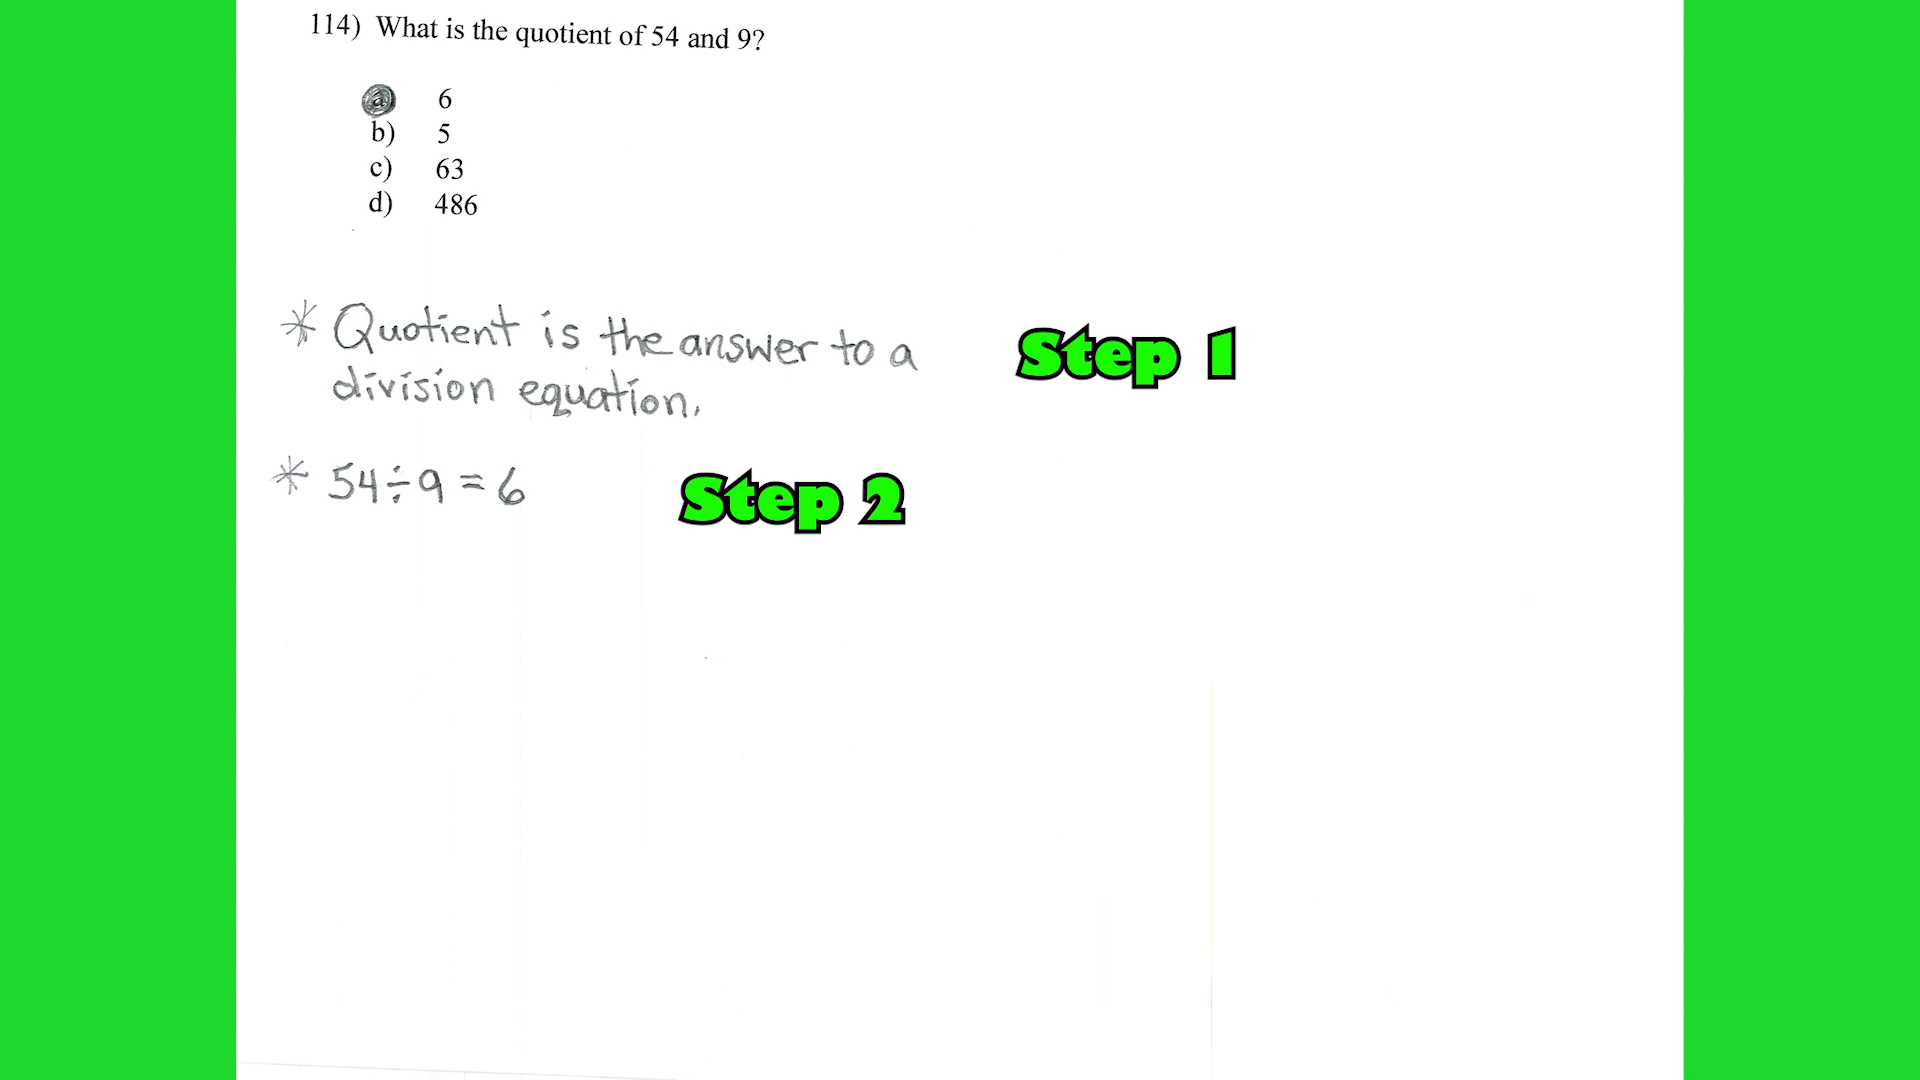 114) What is the quotient of 54 and 9?
a) 6
b) 5
c) 63
d) 486
* Quotient is the answer to a
division equation.
Step 1
* 54÷9=6
Step 2